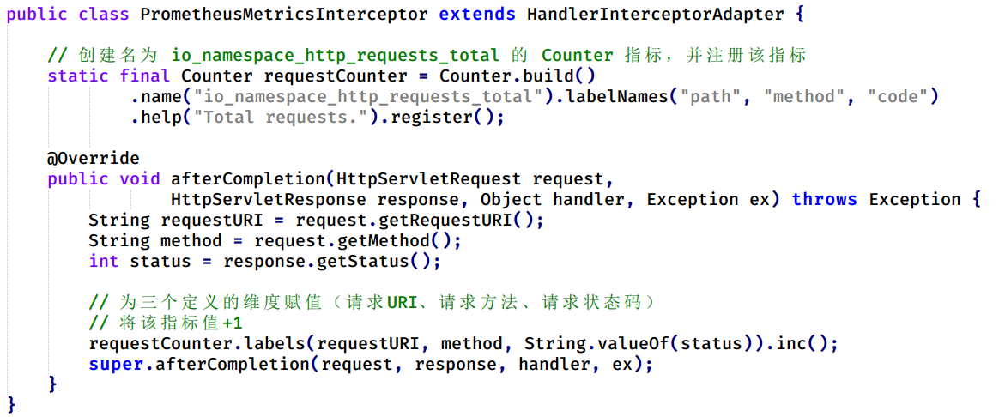 public class PrometheusMetricsInterceptor extends HandlerInterceptorAdapter {
// 创建名为 io_namespace_http_requests_total 的 Counter 指标，并注册该指标
static final Counter requestCounter = Counter.build()
.name("io_namespace_http_requests_total").labelNames("path", "method", "code")
.help("Total requests.").register();
@Override
public void afterCompletion(HttpServletRequest request,
HttpServletResponse response, Object handler, Exception ex) throws Exception {
String requestURI = request.getRequestURI();
String method = request.getMethod();
int status = response.getStatus();
// 为三个定义的维度赋值（请求URI、请求方法、请求状态码）
// 将该指标值+1
requestCounter.labels(requestURI, method, String.valueOf(status)).inc();
super.afterCompletion(request, response, handler, ex);
}
}